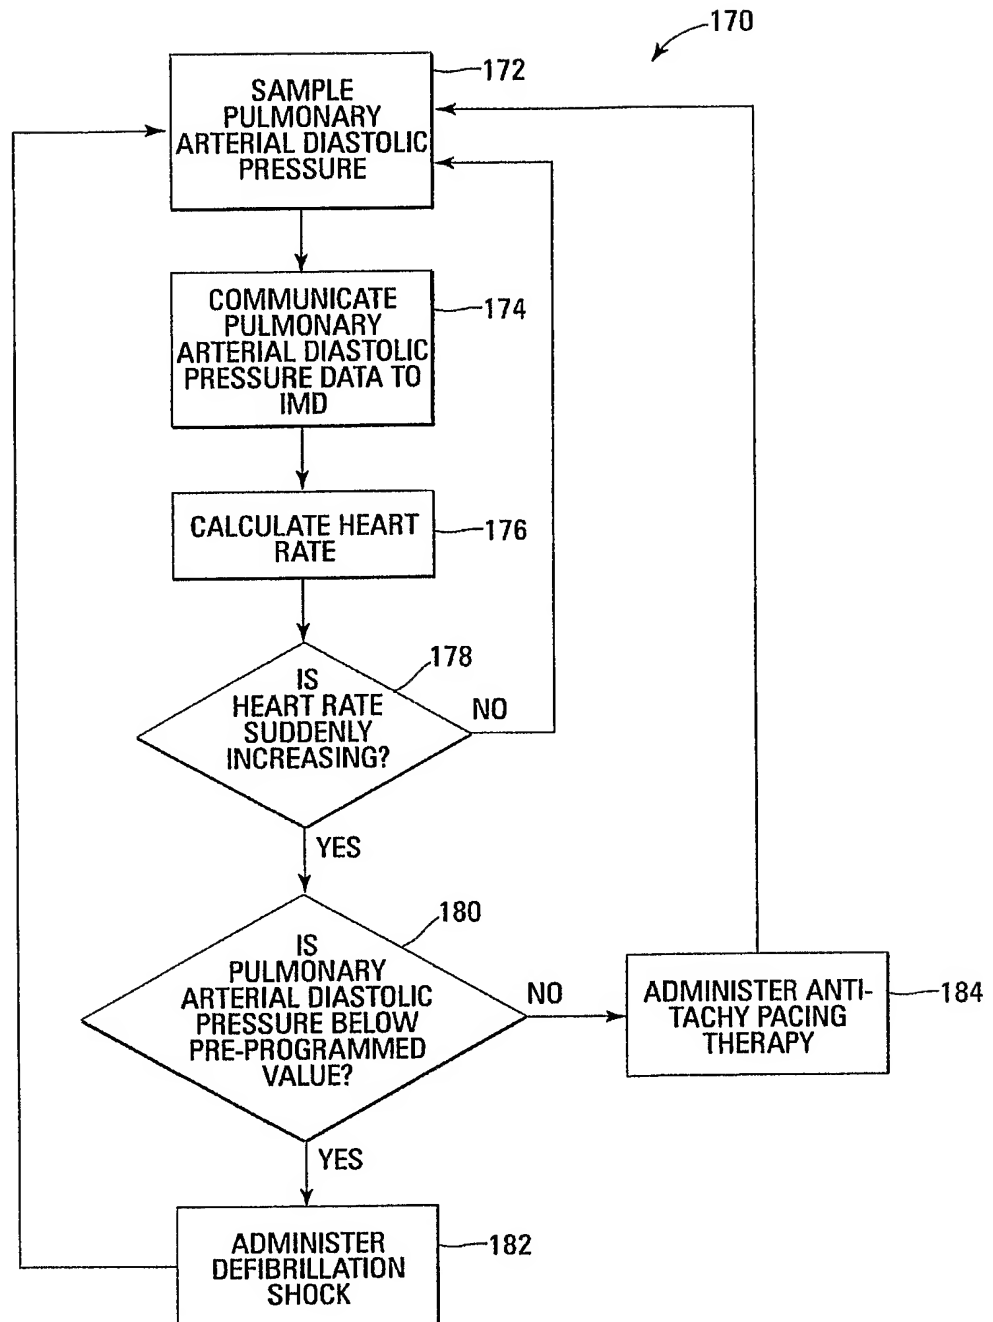 170
172
SAMPLE
PULMONARY
ARTERIAL DIASTOLIC
PRESSURE
COMMUNICATE
PULMONARY
ARTERIAL DIASTOLIC
PRESSURE DATA TO
IMD
174
CALCULATE HEART
RATE
176
178
IS
HEART RATE
SUDDENLY
INCREASING?
NO
YES
180
IS
PULMONARY
ARTERIAL DIASTOLIC
PRESSURE BELOW
PRE-PROGRAMMED
VALUE?
NO
ADMINISTER ANTI-
TACHY PACING
THERAPY
184
YES
ADMINISTER
DEFIBRILLATION
SHOCK
182